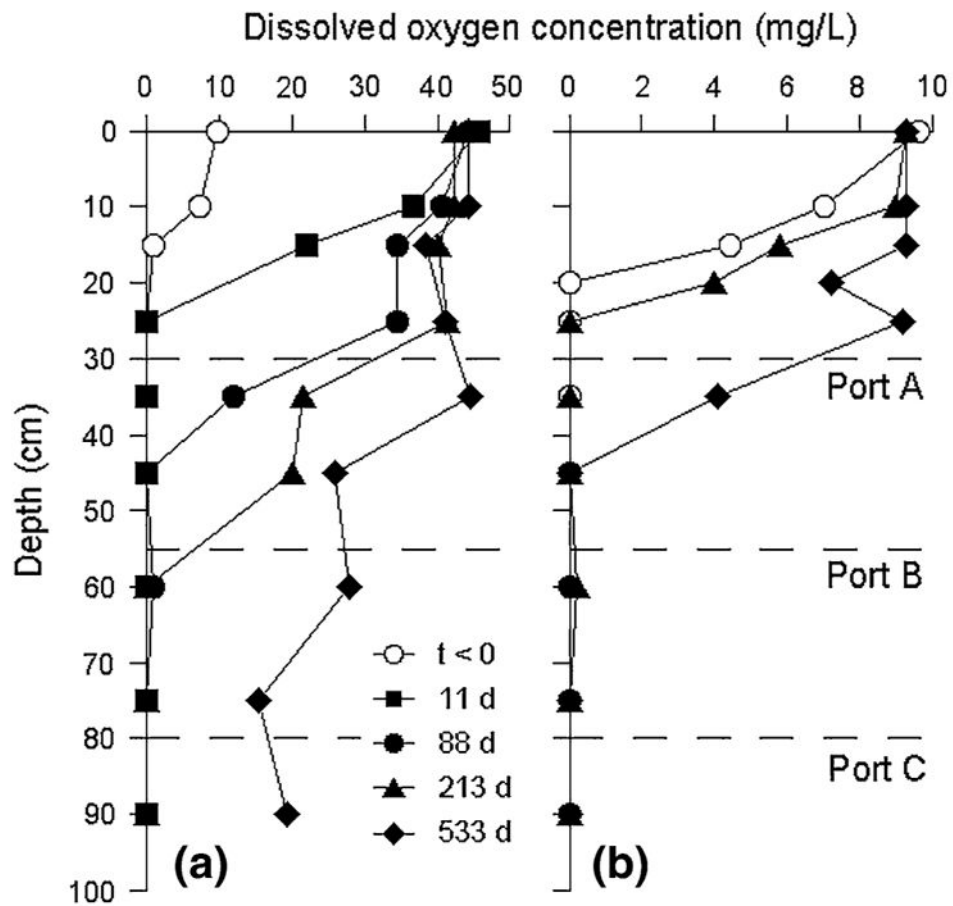 Dissolved oxygen concentration (mg/L)
0 10 20 30 40 50
0 2 4 6 8 10
Depth (cm)
0
10
20
30
40
50
60
70
80
90
100
Port A
Port B
Port C
t < 0
11 d
88 d
213 d
533 d
(a)
(b)